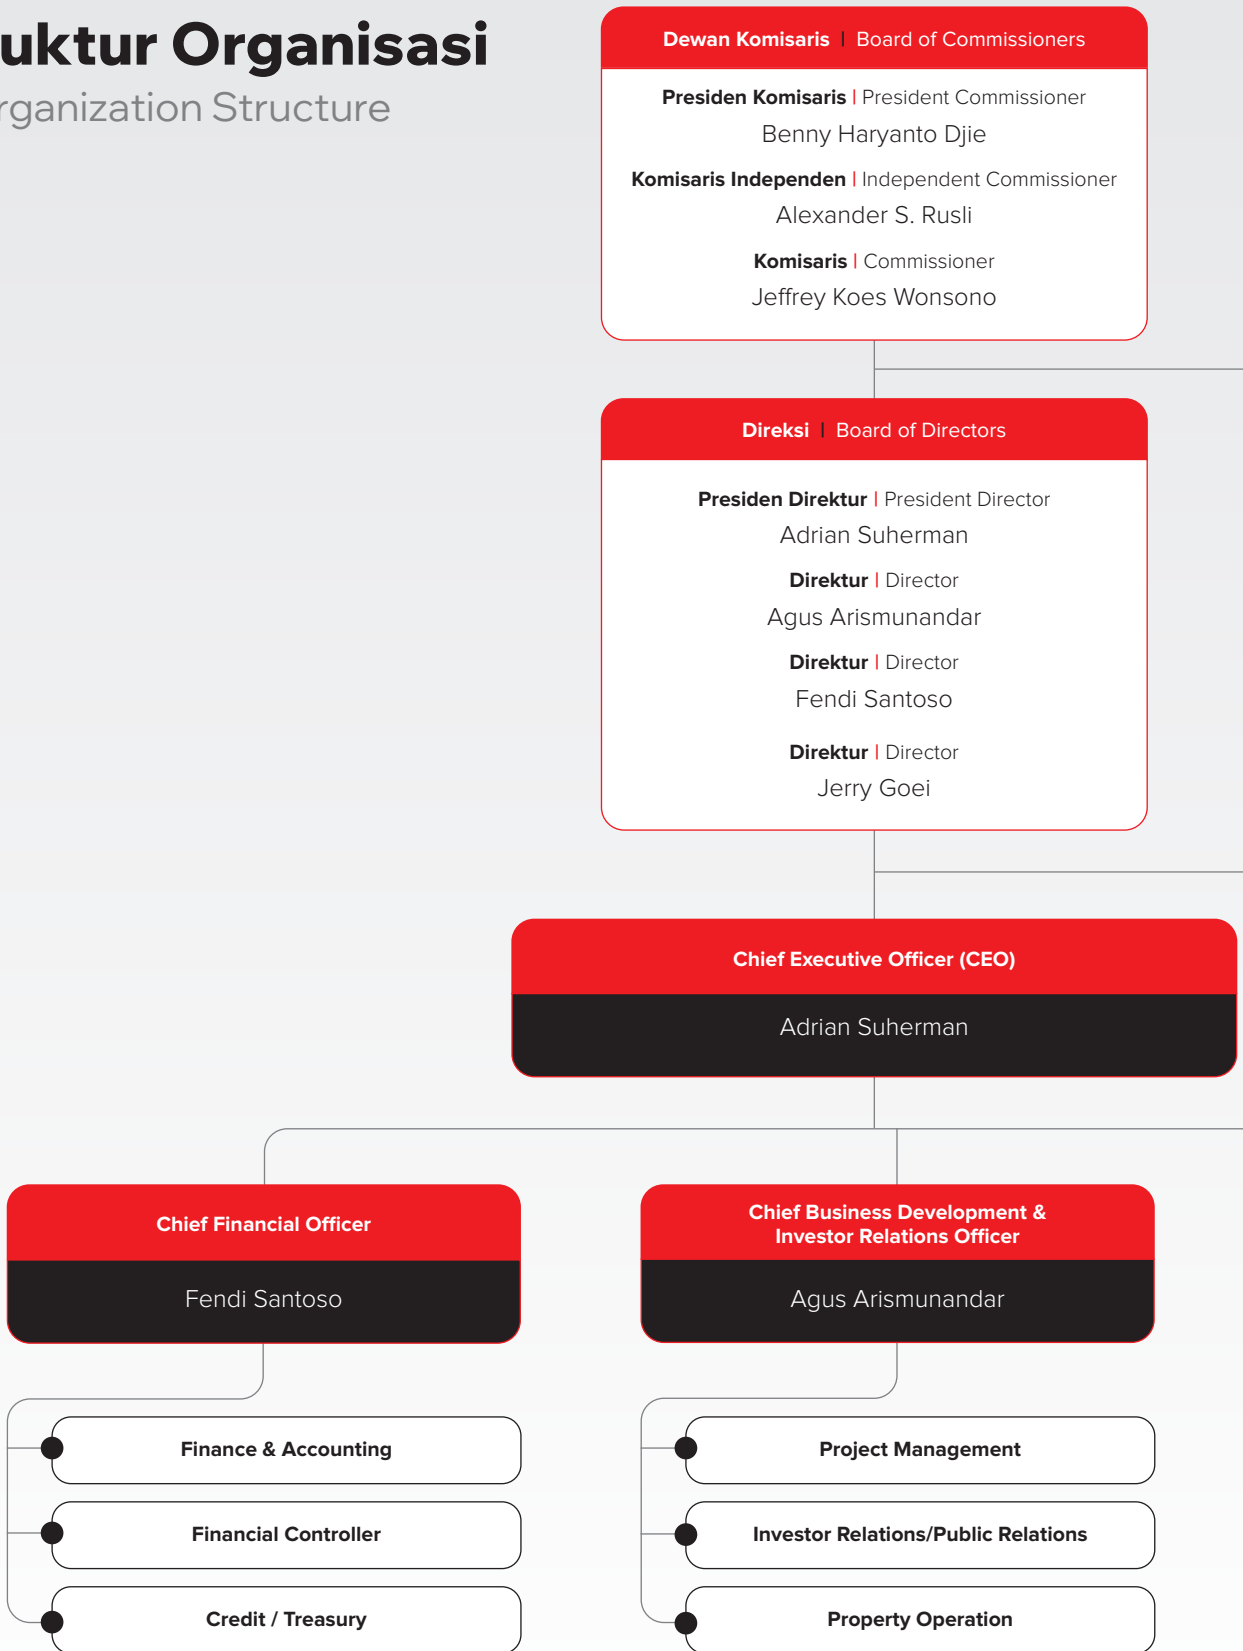 uktur Organisasi
rganization Structure
Dewan Komisaris | Board of Commissioners
Presiden Komisaris | President Commissioner
Benny Haryanto Djie
Komisaris Independen | Independent Commissioner
Alexander S. Rusli
Komisaris | Commissioner
Jeffrey Koes Wonsono
Direksi | Board of Directors
Presiden Direktur | President Director
Adrian Suherman
Direktur | Director
Agus Arismunandar
Direktur | Director
Fendi Santoso
Direktur | Director
Jerry Goei
Chief Executive Officer (CEO)
Adrian Suherman
Chief Financial Officer
Fendi Santoso
Finance & Accounting
Financial Controller
Credit / Treasury
Chief Business Development &
Investor Relations Officer
Agus Arismunandar
Project Management
Investor Relations/Public Relations
Property Operation